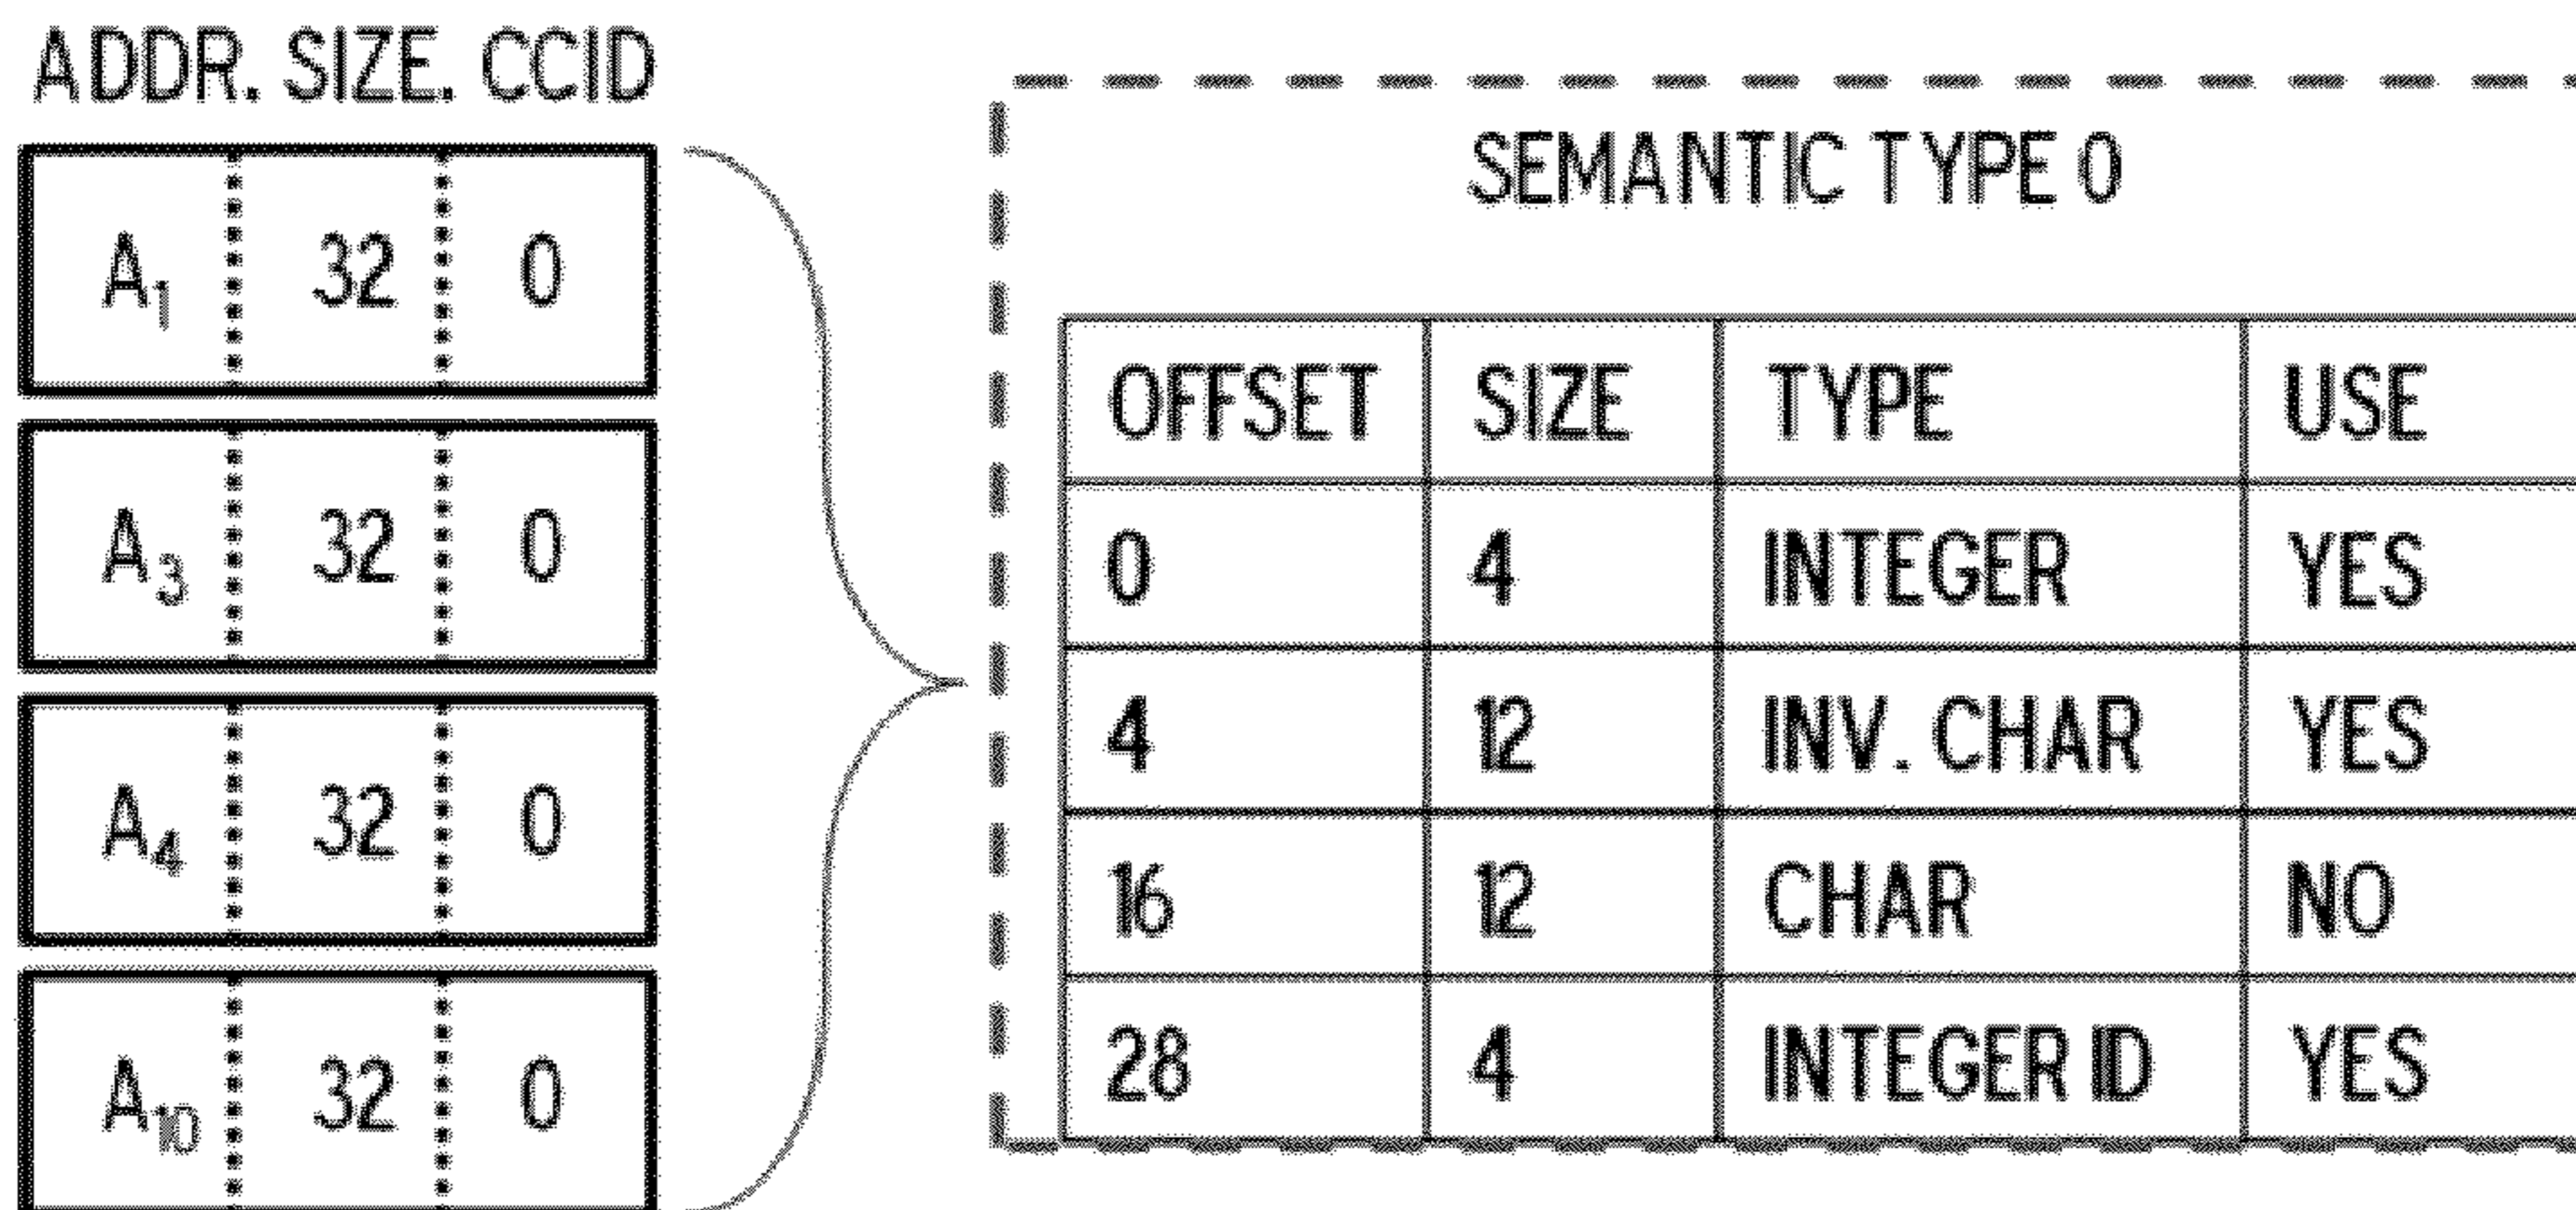 ADDR. SIZE. CCID
A1 32 0
A3 32 0
A4 32 0
A10 32 0
SEMANTIC TYPE 0
OFFSET SIZE TYPE USE
0 4 INTEGER YES
4 12 INV. CHAR YES
16 12 CHAR NO
28 4 INTEGER ID YES